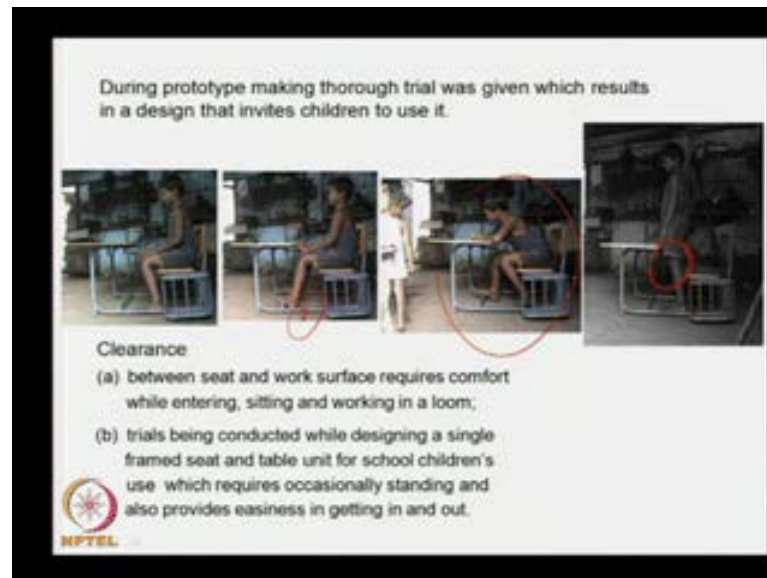 During prototype making thorough trial was given which results
in a design that invites children to use it.
Clearance
(a) between seat and work surface requires comfort
while entering, sitting and working in a loom;
(b) trials being conducted while designing a single
framed seat and table unit for school children's
use which requires occasionally standing and
also provides easiness in getting in and out.
NPTEL